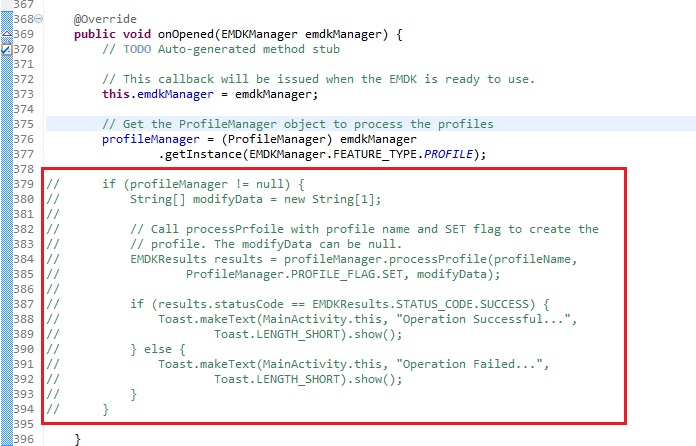 367
368 @Override
369 public void onOpened(EMDKManager emdkManager) {
370 // TODO Auto-generated method stub
371
372 // This callback will be issued when the EMDK is ready to use.
373 this.emdkManager = emdkManager;
374
375 // Get the ProfileManager object to process the profiles
376 profileManager = (ProfileManager) emdkManager
377 .getInstance(EMDKManager.FEATURE_TYPE.PROFILE);
378
379 // if (profileManager != null) {
380 // String[] modifyData = new String[1];
381 //
382 // // Call processPrfoile with profile name and SET flag to create the
383 // // profile. The modifyData can be null.
384 // EMDKResults results = profileManager.processProfile(profileName,
385 // ProfileManager.PROFILE_FLAG.SET, modifyData);
386 //
387 // if (results.statusCode == EMDKResults.STATUS_CODE.SUCCESS) {
388 // Toast.makeText(MainActivity.this, "Operation Successful...",
389 // Toast.LENGTH_SHORT).show();
390 // } else {
391 // Toast.makeText(MainActivity.this, "Operation Failed...",
392 // Toast.LENGTH_SHORT).show();
393 // }
394 // }
395
396 }